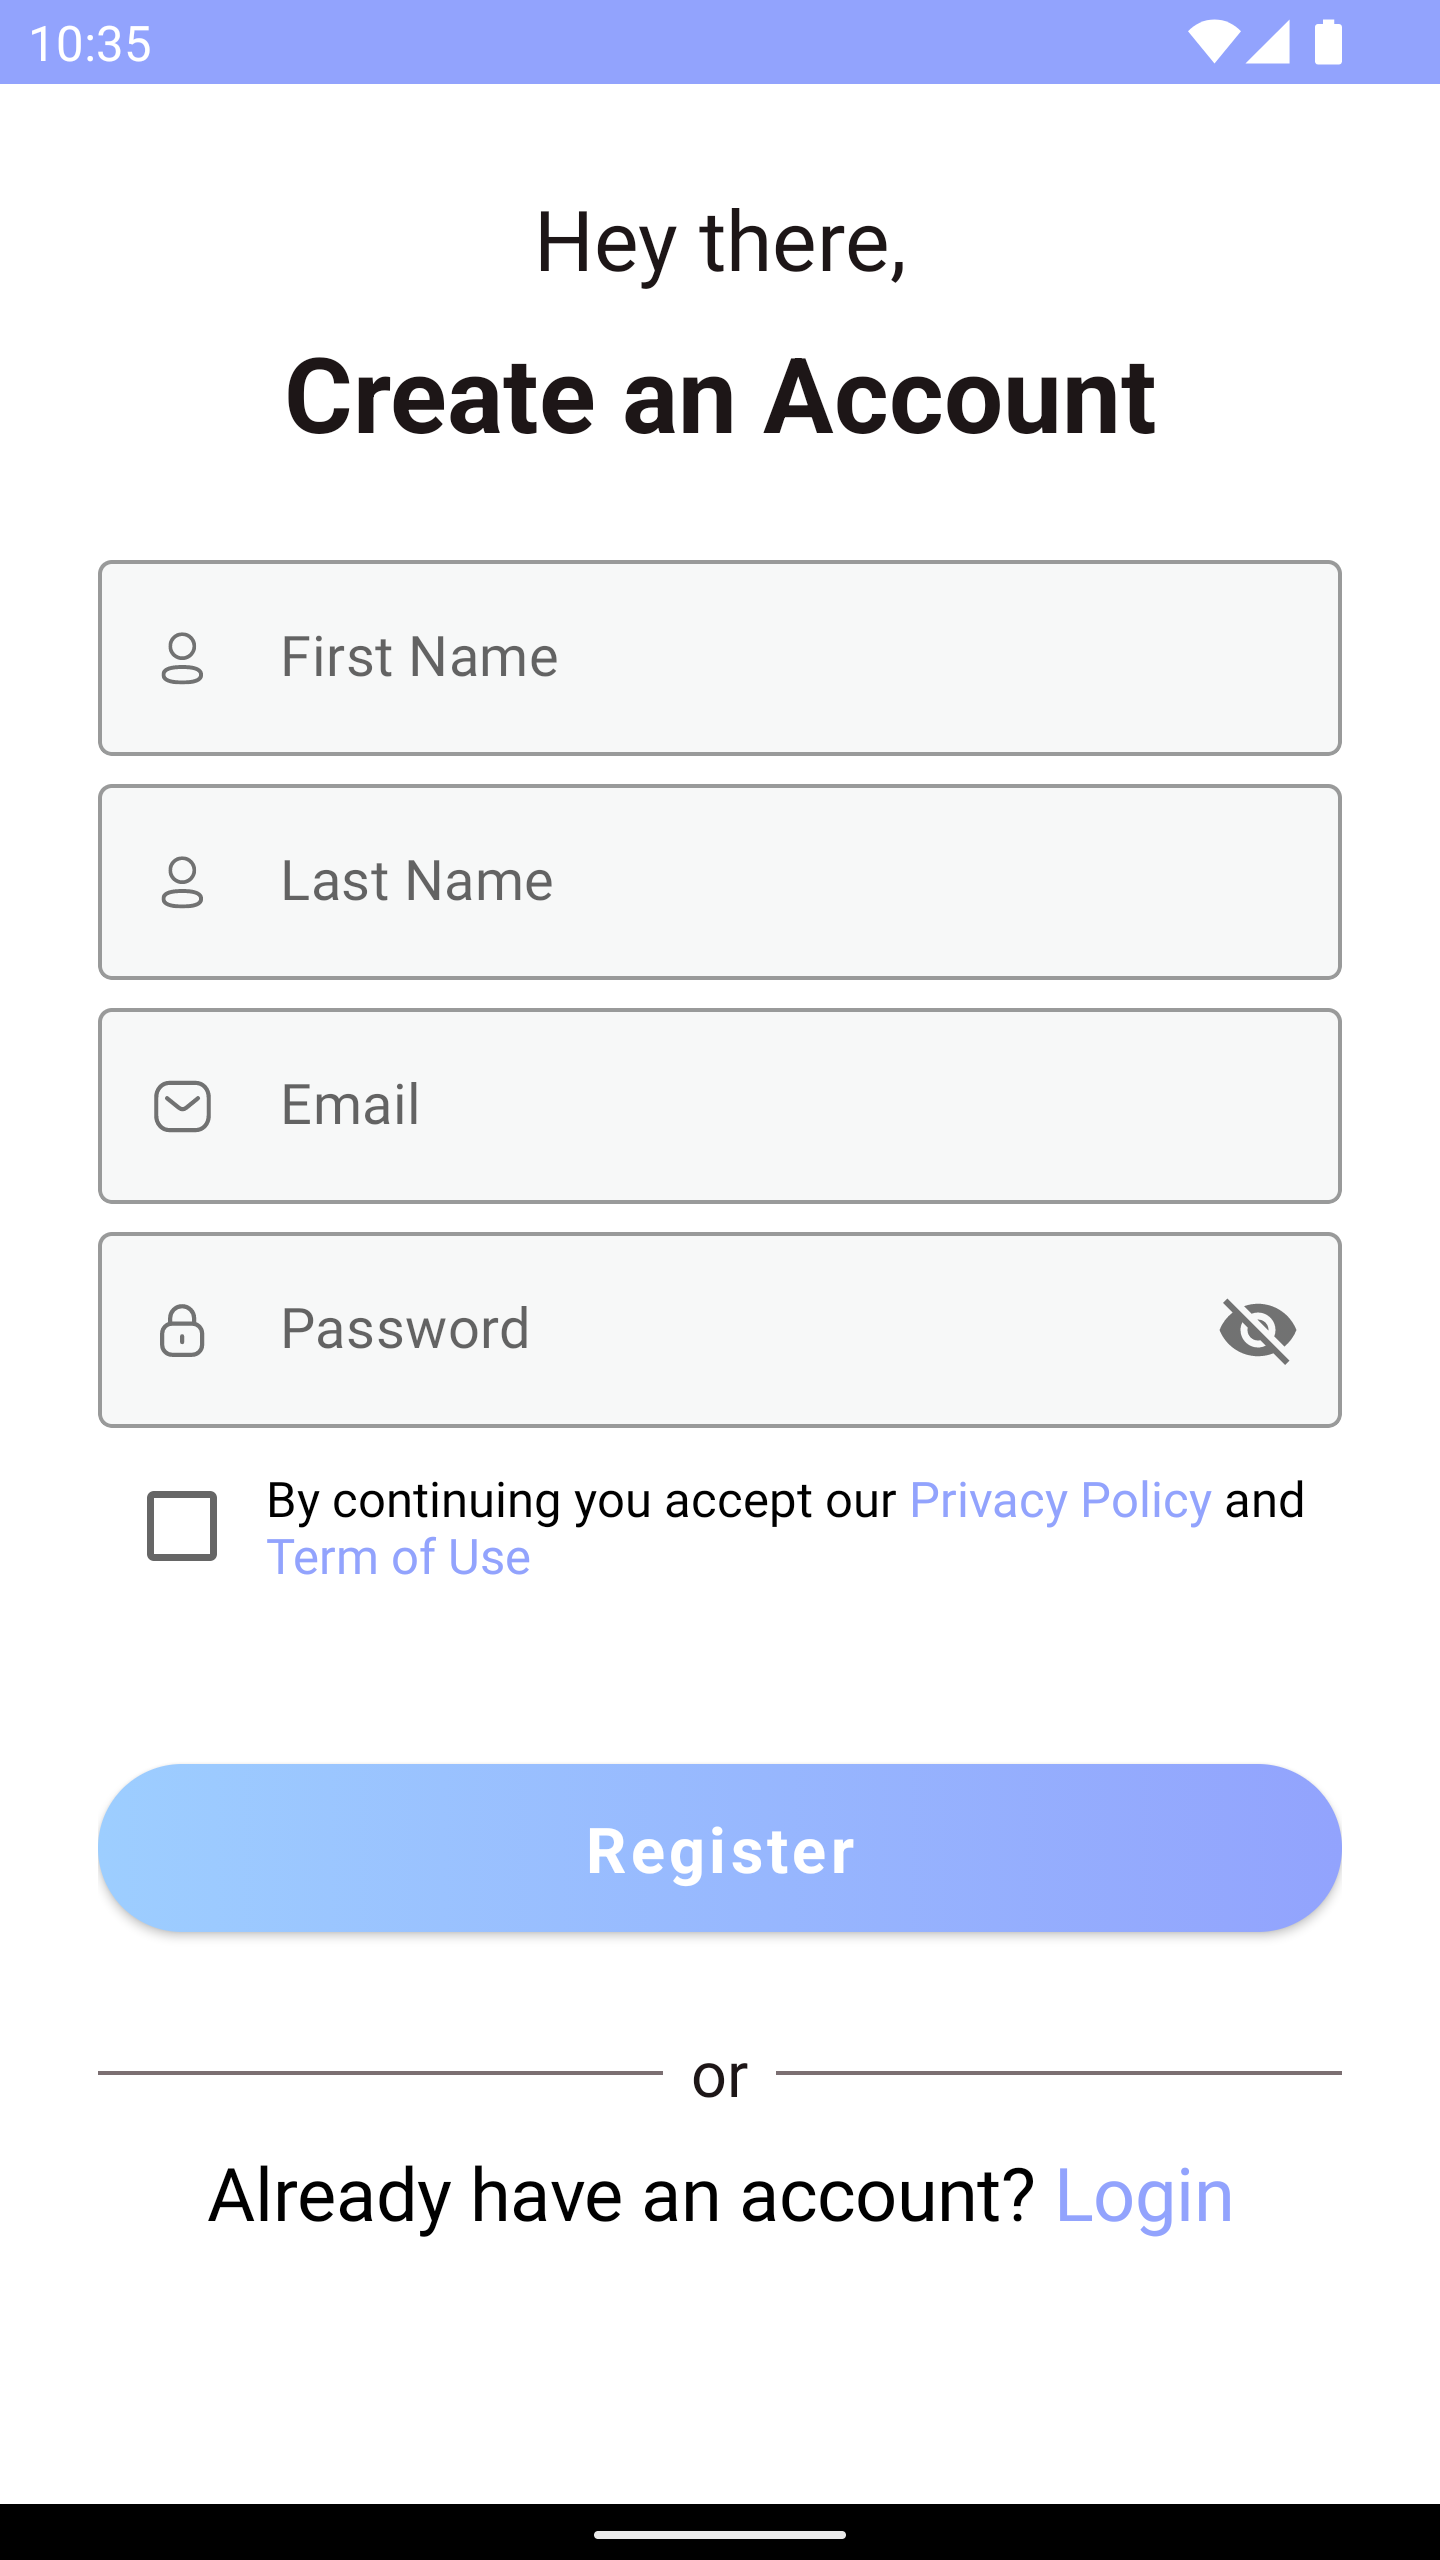 10:35
Hey there,
Create an Account
First Name
Last Name
Email
Password
By continuing you accept our Privacy Policy and
Term of Use
Register
or
Already have an account? Login